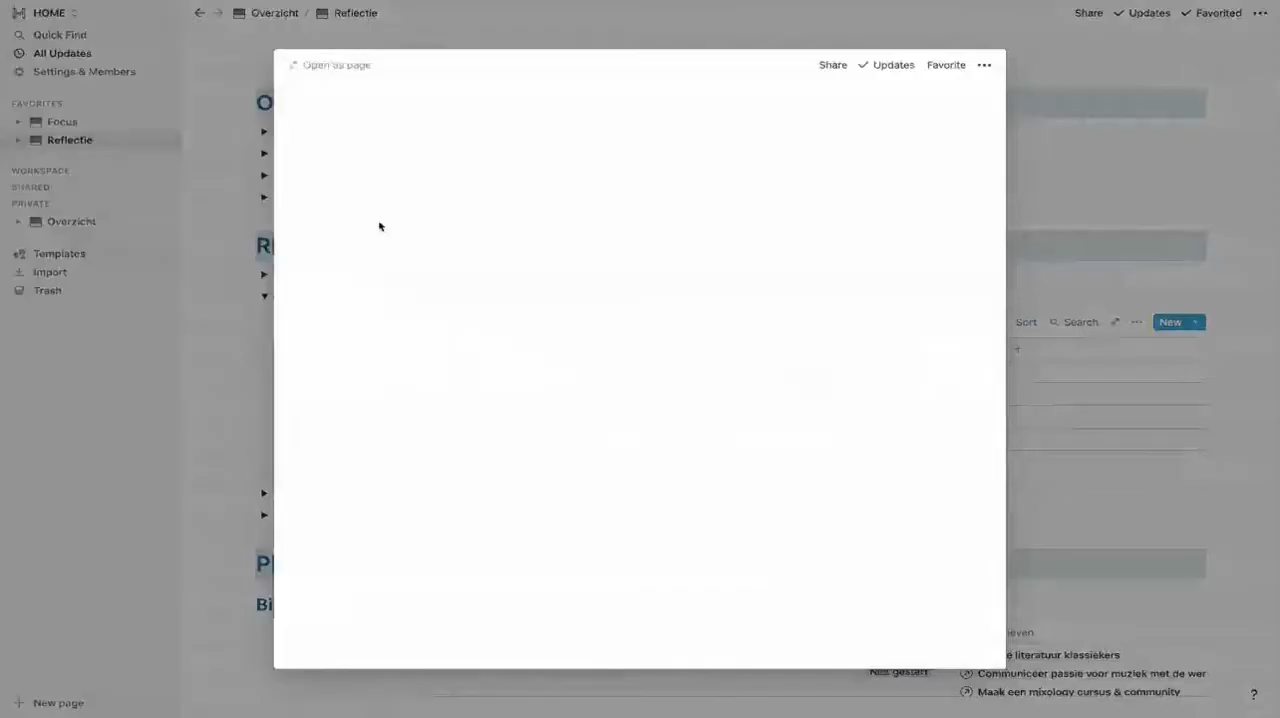 HOME
Overzicht / Reflectie
Share Updates Favorited
Quick Find
All Updates
Settings & Members
FAVORITES
Focus
Reflectie
WORKSPACE
SHARED
PRIVATE
Overzicht
Templates
Import
Trash
New page
Open as page
Share Updates Favorite
O
R
Sort Search New
P
Bi
even
e literatuur klassiekers
Niet gestart
Communiceer passie voor muziek met de wer
Maak een mixology cursus & community
?